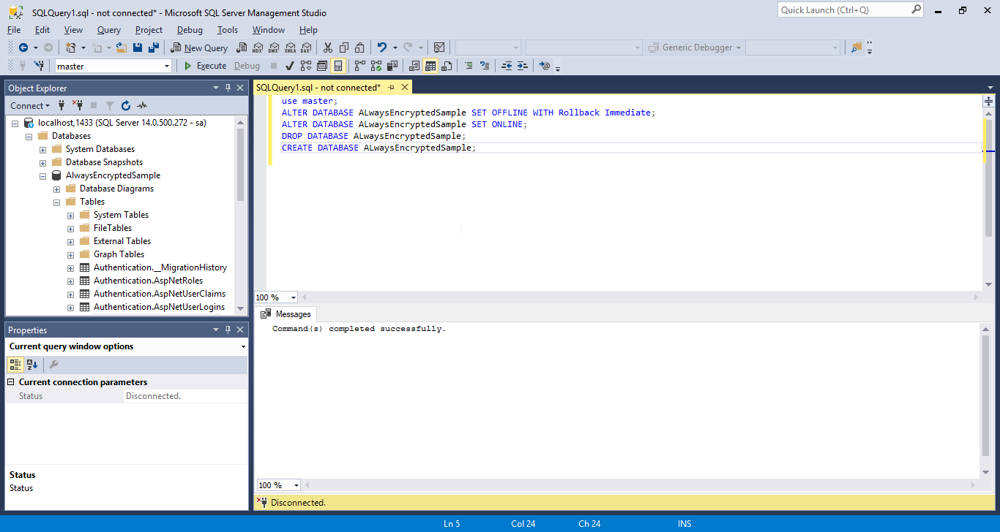 SQLQuery1.sql - not connected* - Microsoft SQL Server Management Studio
Quick Launch (Ctrl+Q)
File Edit View Query Project Debug Tools Window Help
New Query MDX DMX XMLA DAX Generic Debugger
master Execute Debug
Object Explorer
SQLQuery1.sql - not connected*
Connect
localhost,1433 (SQL Server 14.0.500.272 - sa)
Databases
System Databases
Database Snapshots
AlwaysEncryptedSample
Database Diagrams
Tables
System Tables
FileTables
External Tables
Graph Tables
Authentication.__MigrationHistory
Authentication.AspNetRoles
Authentication.AspNetUserClaims
Authentication.AspNetUserLogins
use master;
ALTER DATABASE ALwaysEncryptedSample SET OFFLINE WITH Rollback Immediate;
ALTER DATABASE ALwaysEncryptedSample SET ONLINE;
DROP DATABASE ALwaysEncryptedSample;
CREATE DATABASE ALwaysEncryptedSample;
100 %
Messages
Command(s) completed successfully.
Properties
Current query window options
Current connection parameters
Status Disconnected.
Status
Status
100 %
Disconnected.
Ln 5 Col 24 Ch 24 INS